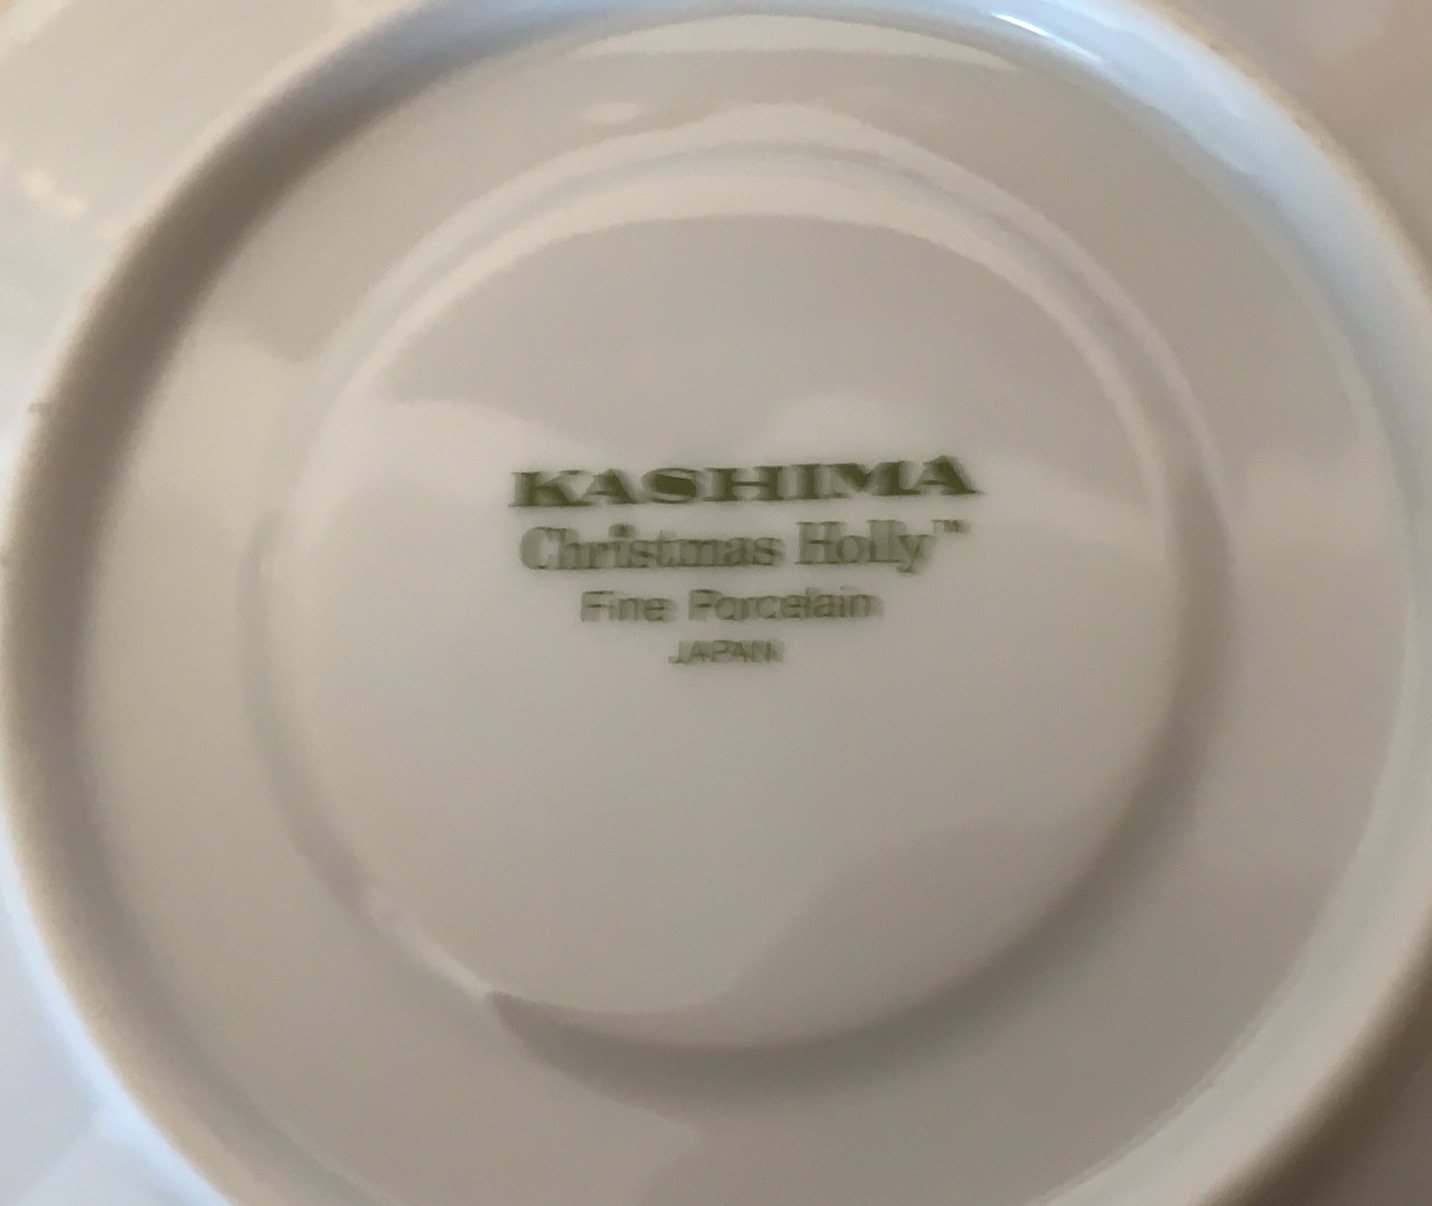 KASHIMA
Christmas Holly™
Fine Porcelain
JAPAN